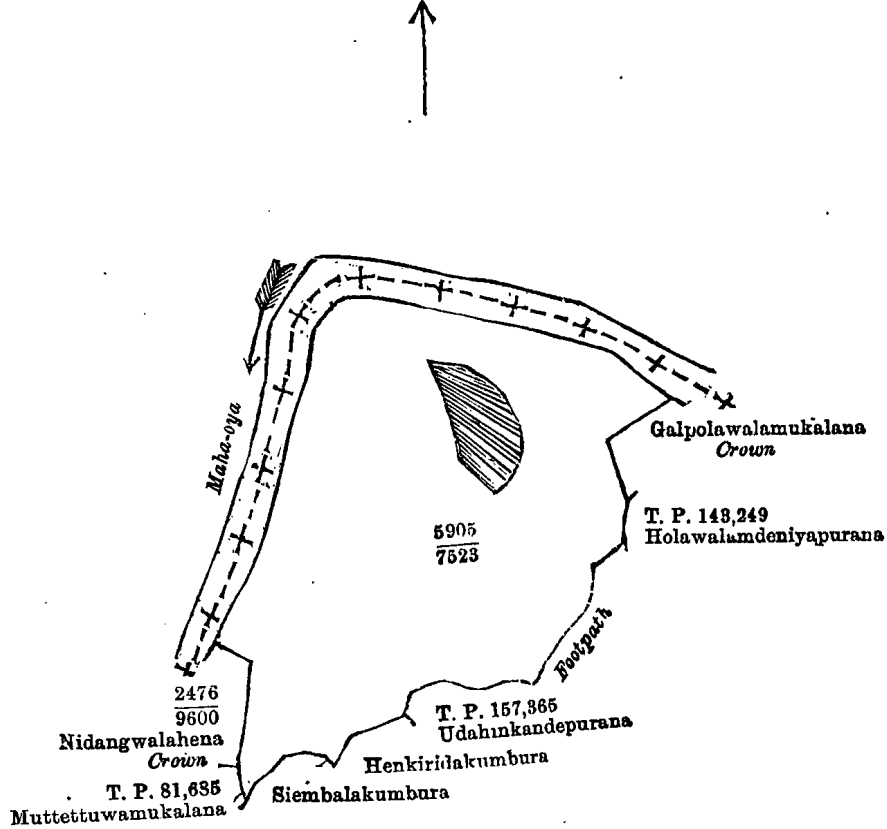 Maha-oya
Galpolawalamukalana
Crown
5905
7523
T. P. 143,249
Holawalamdeniyapurana
Footpath
2476
9600
T. P. 157,365
Udahinkandepurana
Nidangwalahena
Crown
Henkiridakumbura
T. P. 81,635
Siembalakumbura
Muttettuwamukalana